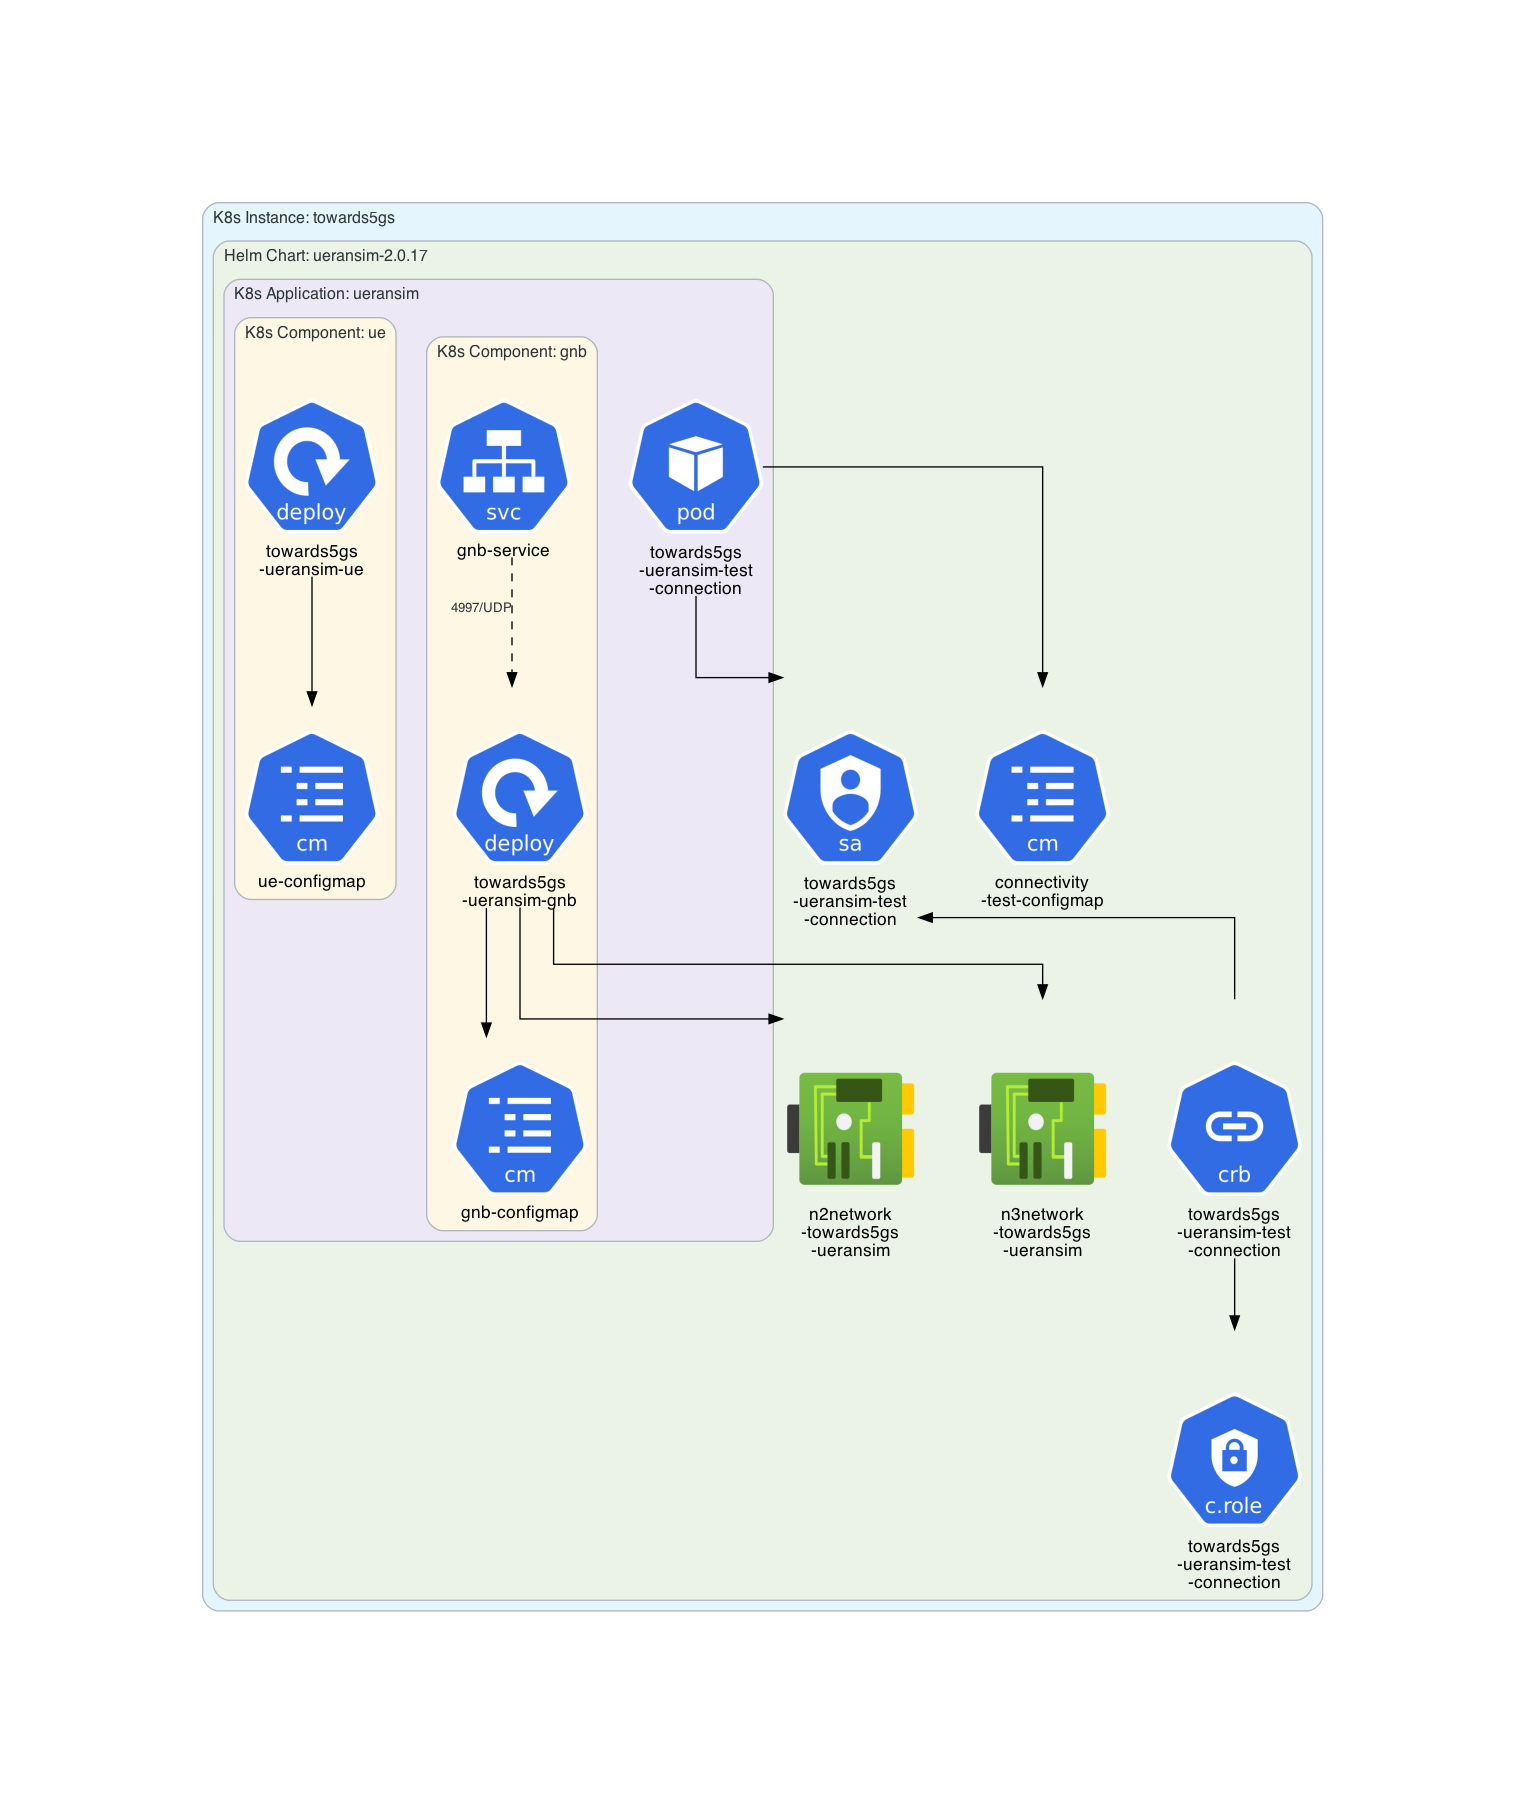 K8s Instance: towards5gs
Helm Chart: ueransim-2.0.17
K8s Application: ueransim
K8s Component: ue
K8s Component: gnb
deploy
towards5gs
-ueransim-ue
svc
gnb-service
pod
towards5gs
-ueransim-test
-connection
4997/UDP
cm
ue-configmap
deploy
towards5gs
-ueransim-gnb
sa
towards5gs
-ueransim-test
-connection
cm
connectivity
-test-configmap
cm
gnb-configmap
n2network
-towards5gs
-ueransim
n3network
-towards5gs
-ueransim
crb
towards5gs
-ueransim-test
-connection
c.role
towards5gs
-ueransim-test
-connection